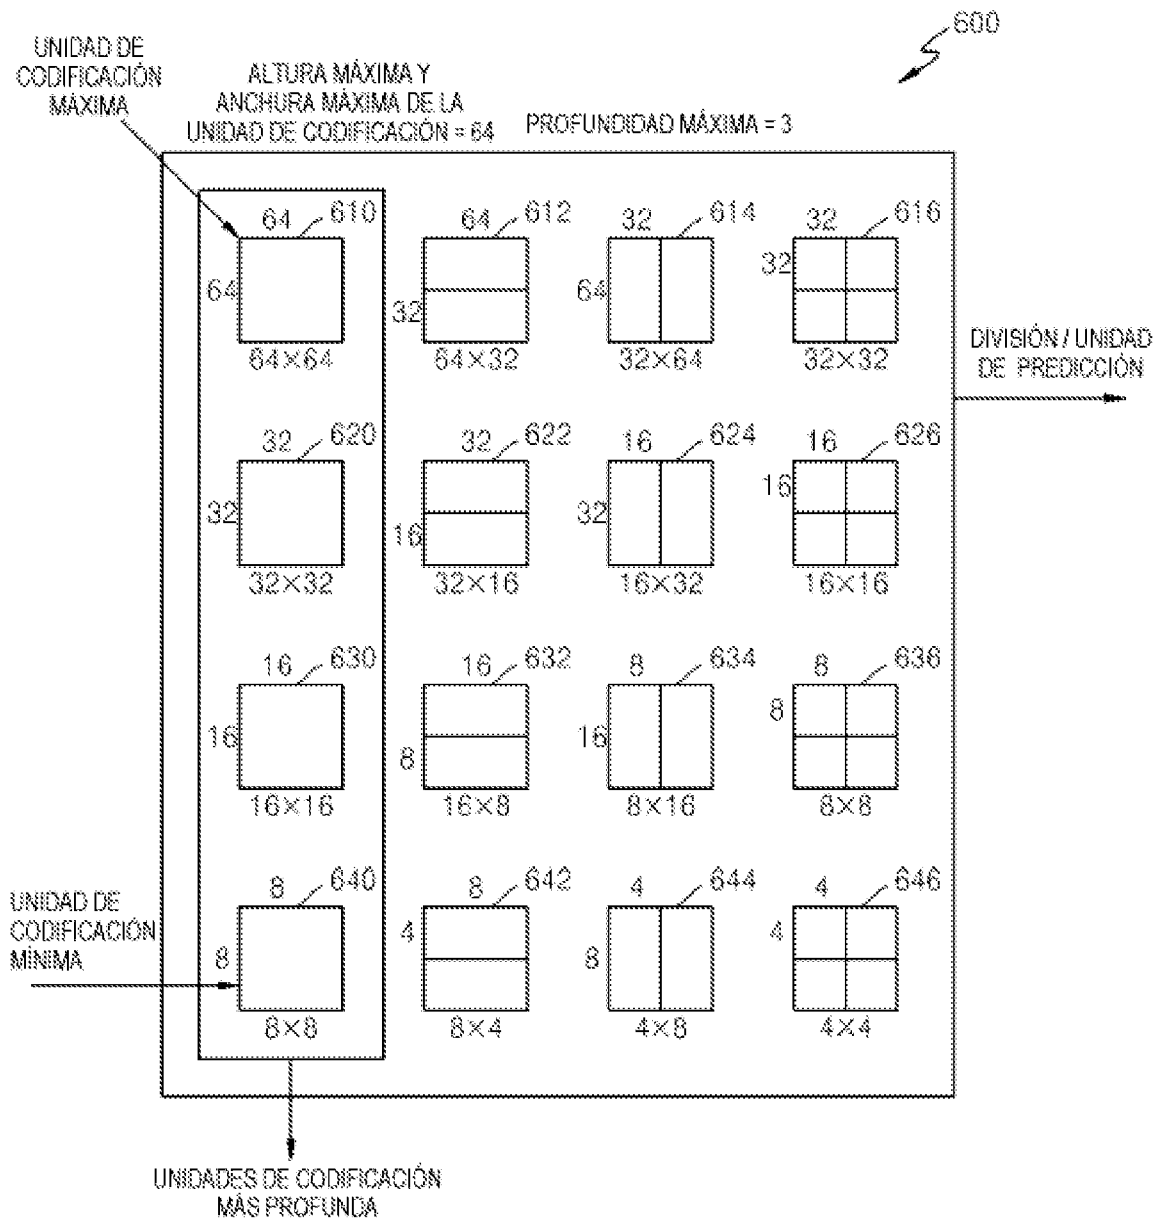 600
UNIDAD DE
CODIFICACIÓN
MÁXIMA
ALTURA MÁXIMA Y
ANCHURA MÁXIMA DE LA
UNIDAD DE CODIFICACIÓN = 64
PROFUNDIDAD MÁXIMA = 3
64 610 64 612 32 614 32 616
64 32 64 32
64×64 64×32 32×64 32×32
DIVISIÓN / UNIDAD
DE PREDICCIÓN
32 620 32 622 16 624 16 626
32 16 32 16
32×32 32×16 16×32 16×16
16 630 16 632 8 634 8 636
16 8 16 8
16×16 16×8 8×16 8×8
8 640 8 642 4 644 4 646
UNIDAD DE
CODIFICACIÓN
MÍNIMA
8 4 8 4
8×8 8×4 4×8 4×4
UNIDADES DE CODIFICACIÓN
MÁS PROFUNDA